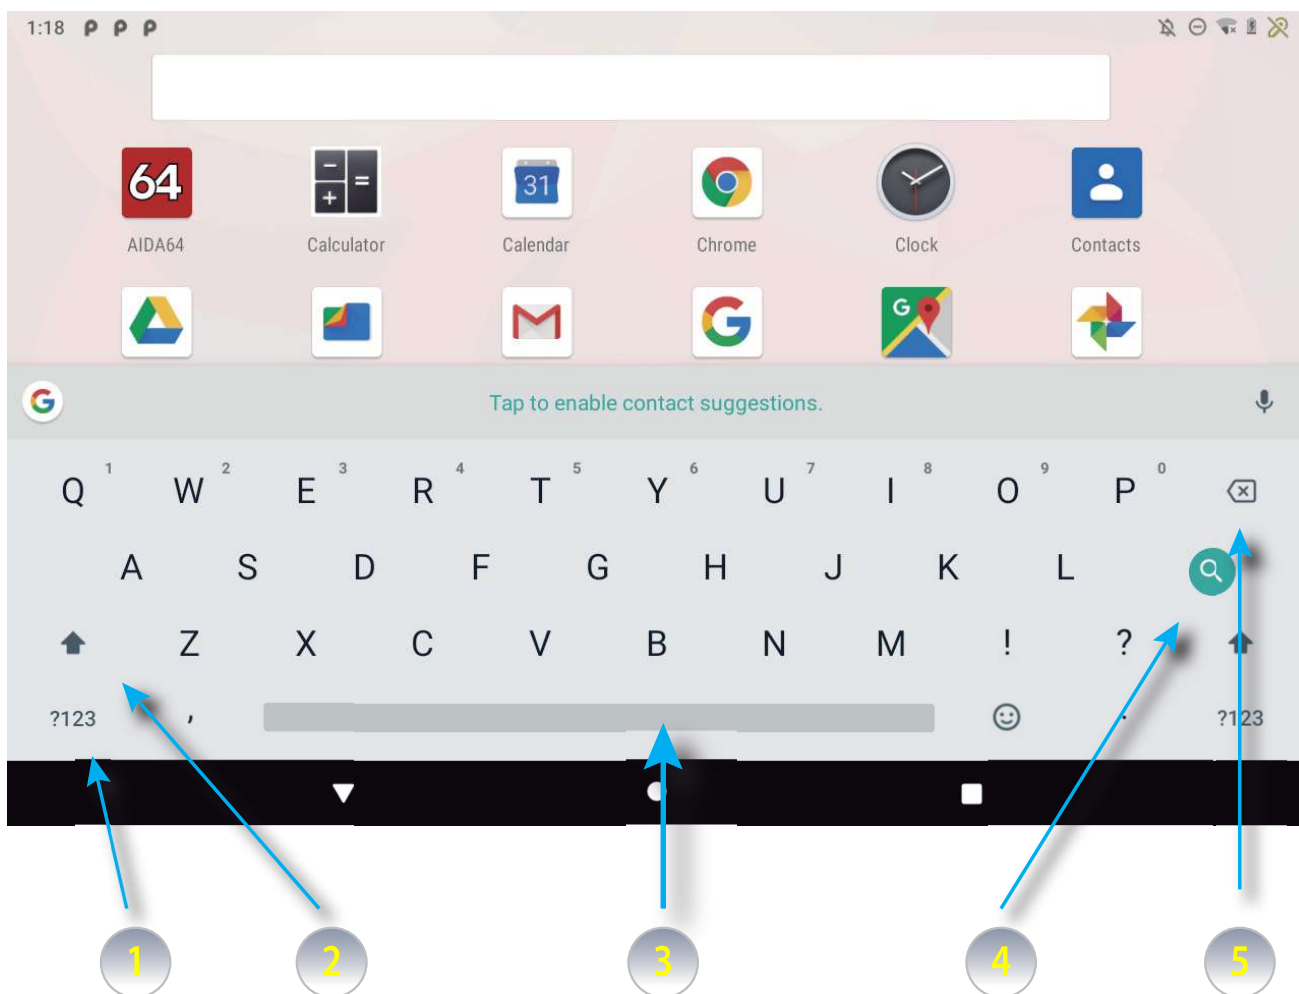 1:18
64 - + = 31
AIDA64 Calculator Calendar Chrome Clock Contacts
G G
G Tap to enable contact suggestions.
Q 1 W 2 E 3 R 4 T 5 Y 6 U 7 I 8 O 9 P 0
A S D F G H J K L
Z X C V B N M ! ?
?123 , . ?123
1 2 3 4 5